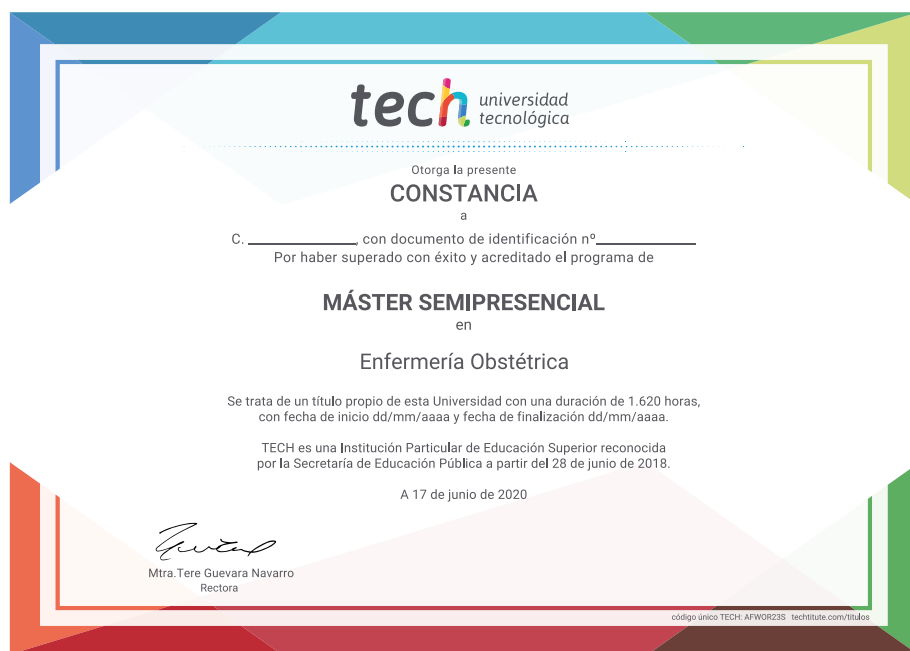 tech universidad
tecnológica
Otorga la presente
CONSTANCIA
a
C. ______________, con documento de identificación nº_____________
Por haber superado con éxito y acreditado el programa de
MÁSTER SEMIPRESENCIAL
en
Enfermería Obstétrica
Se trata de un título propio de esta Universidad con una duración de 1.620 horas,
con fecha de inicio dd/mm/aaaa y fecha de finalización dd/mm/aaaa.
TECH es una Institución Particular de Educación Superior reconocida
por la Secretaría de Educación Pública a partir del 28 de junio de 2018.
A 17 de junio de 2020
Mtra.Tere Guevara Navarro
Rectora
código único TECH: AFWOR23S techtitute.com/titulos